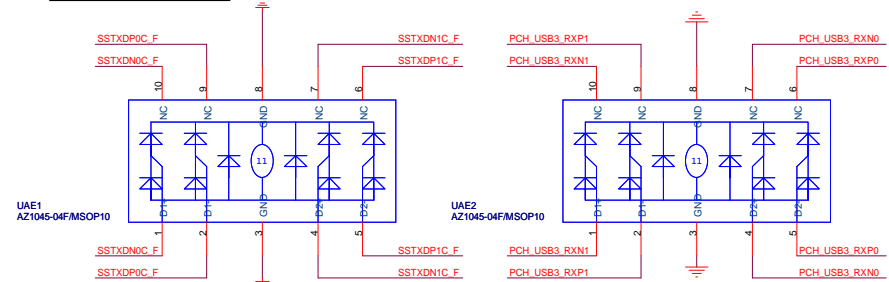 SSTXDP0C_F
SSTXDN1C_F
PCH_USB3_RXP1
PCH_USB3_RXN0
SSTXDN0C_F
SSTXDP1C_F
PCH_USB3_RXN1
PCH_USB3_RXP0
10 9 8 7 6
10 9 8 7 6
NC NC GND NC NC
NC NC GND NC NC
11
11
UAE1
AZ1045-04F/MSOP10
UAE2
AZ1045-04F/MSOP10
D1+ D1- GND D2+ D2-
D1+ D1- GND D2+ D2-
1 2 3 4 5
1 2 3 4 5
SSTXDN0C_F
SSTXDP1C_F
PCH_USB3_RXN1
PCH_USB3_RXP0
SSTXDP0C_F
SSTXDN1C_F
PCH_USB3_RXP1
PCH_USB3_RXN0